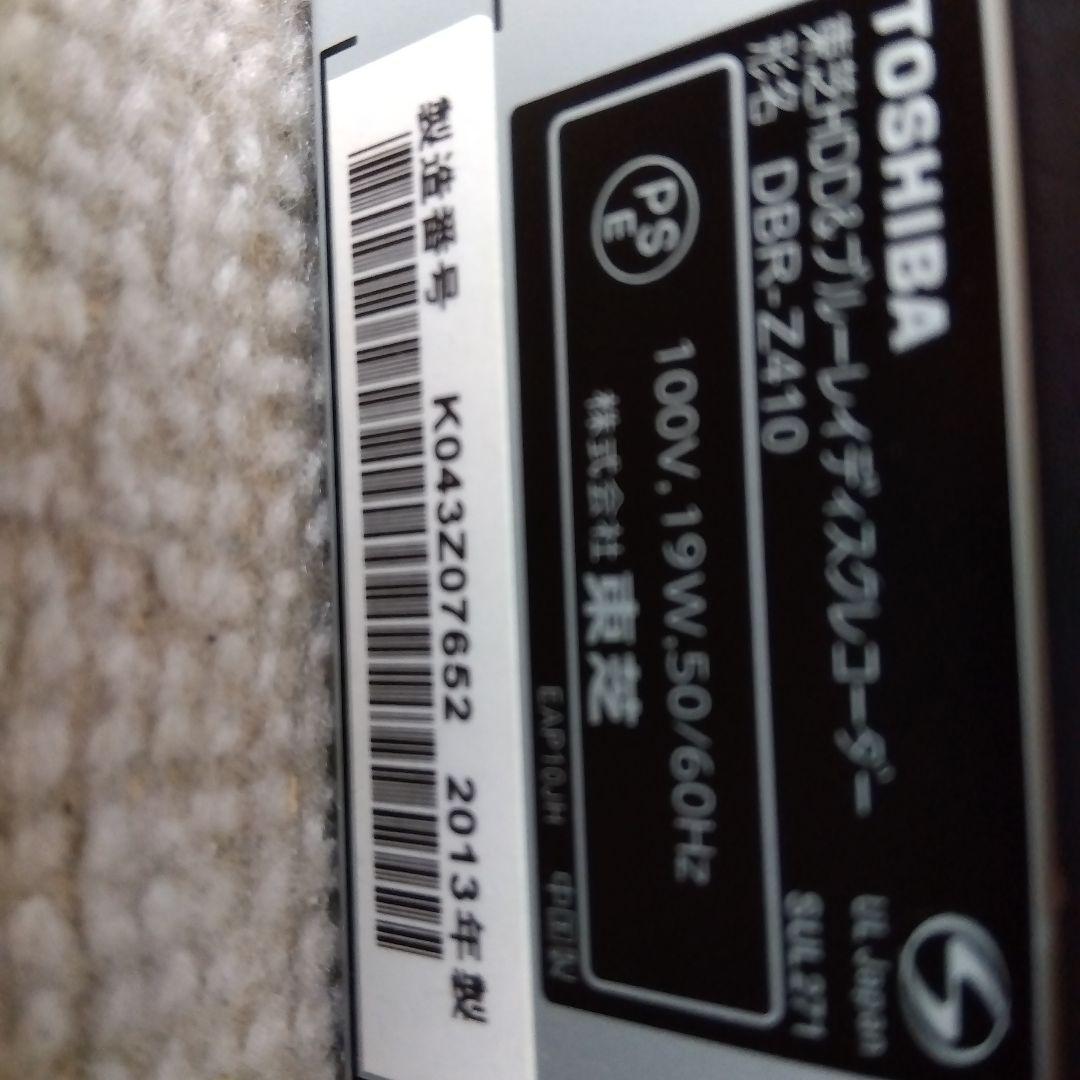 TOSHIBA
東芝HDD&ブルーレイディスクレコーダー
形名 DBR-Z410
UL Japan
SUL271
PS
E
100V.19W.50/60Hz
株式会社 東芝
EAP10JH
製造番号 K043Z07652 2013年製